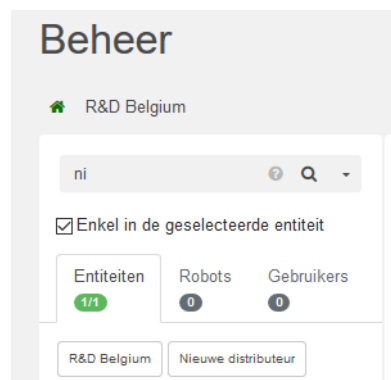 Beheer
R&D Belgium
ni
Enkel in de geselecteerde entiteit
Entiteiten Robots Gebruikers
1/1 0 0
R&D Belgium Nieuwe distributeur